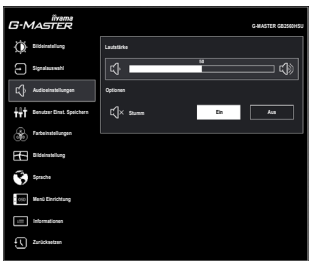 iiyama
G-MASTER
G-MASTER GB2560HSU
Bildeinstellung
Signalauswahl
Audioeinstellungen
Benutzer Einst. Speichern
Farbeinstellungen
Bildeinstellung
Sprache
Menü Einrichtung
Informationen
Zurücksetzen
Lautstärke
50
Optionen
Stumm
Ein
Aus